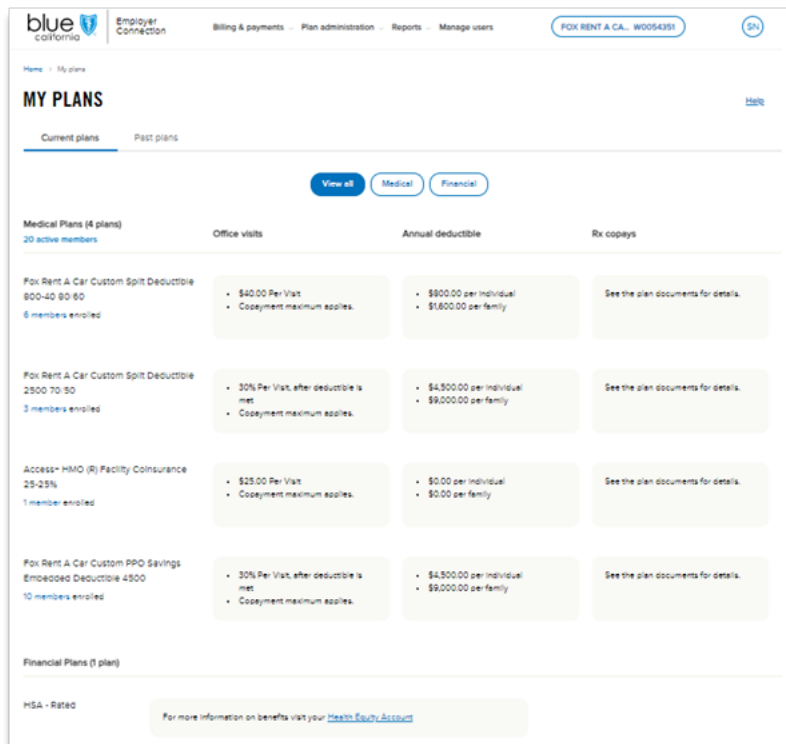 blue
california
Employer
Connection
Billing & payments
Plan administration
Reports
Manage users
FOX RENT A CA... W0054351
SN
Home > My plans
MY PLANS
Help
Current plans
Past plans
View all
Medical
Financial
Medical Plans (4 plans)
20 active members
Office visits
Annual deductible
Rx copays
Fox Rent A Car Custom Split Deductible
800-40 80/60
6 members enrolled
• $40.00 Per Visit
• Copayment maximum applies.
• $800.00 per individual
• $1,600.00 per family
See the plan documents for details.
Fox Rent A Car Custom Split Deductible
2500 70/50
3 members enrolled
• 30% Per Visit, after deductible is
met
• Copayment maximum applies.
• $4,500.00 per individual
• $9,000.00 per family
See the plan documents for details.
Access+ HMO (R) Facility Coinsurance
25-25%
1 member enrolled
• $25.00 Per Visit
• Copayment maximum applies.
• $0.00 per individual
• $0.00 per family
See the plan documents for details.
Fox Rent A Car Custom PPO Savings
Embedded Deductible 4500
10 members enrolled
• 30% Per Visit, after deductible is
met
• Copayment maximum applies.
• $4,500.00 per individual
• $9,000.00 per family
See the plan documents for details.
Financial Plans (1 plan)
HSA - Rated
For more information on benefits visit your Health Equity Account